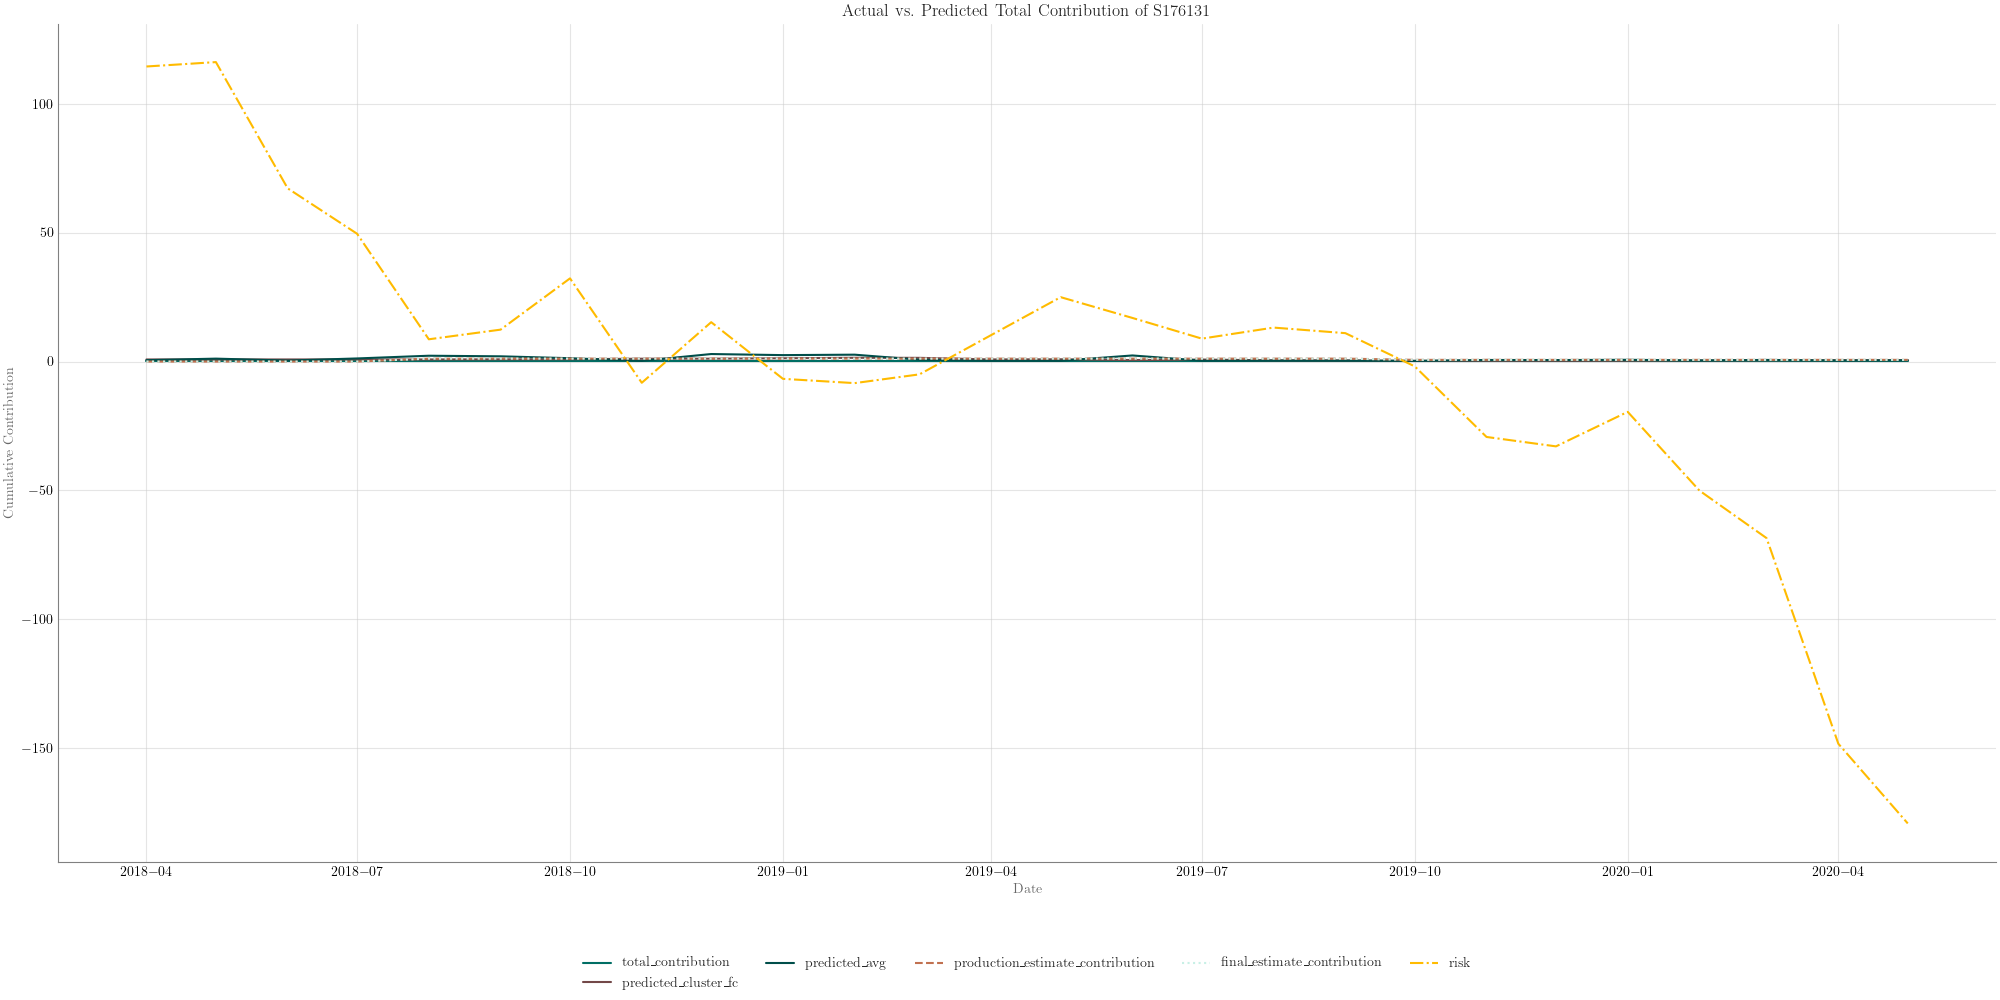 Actual vs. Predicted Total Contribution of S176131
100
50
0
−50
−100
−150
Cumulative Contribution
2018−04 2018−07 2018−10 2019−01 2019−04 2019−07 2019−10 2020−01 2020−04
Date
total_contribution predicted_avg production_estimate_contribution final_estimate_contribution risk
predicted_cluster_fc